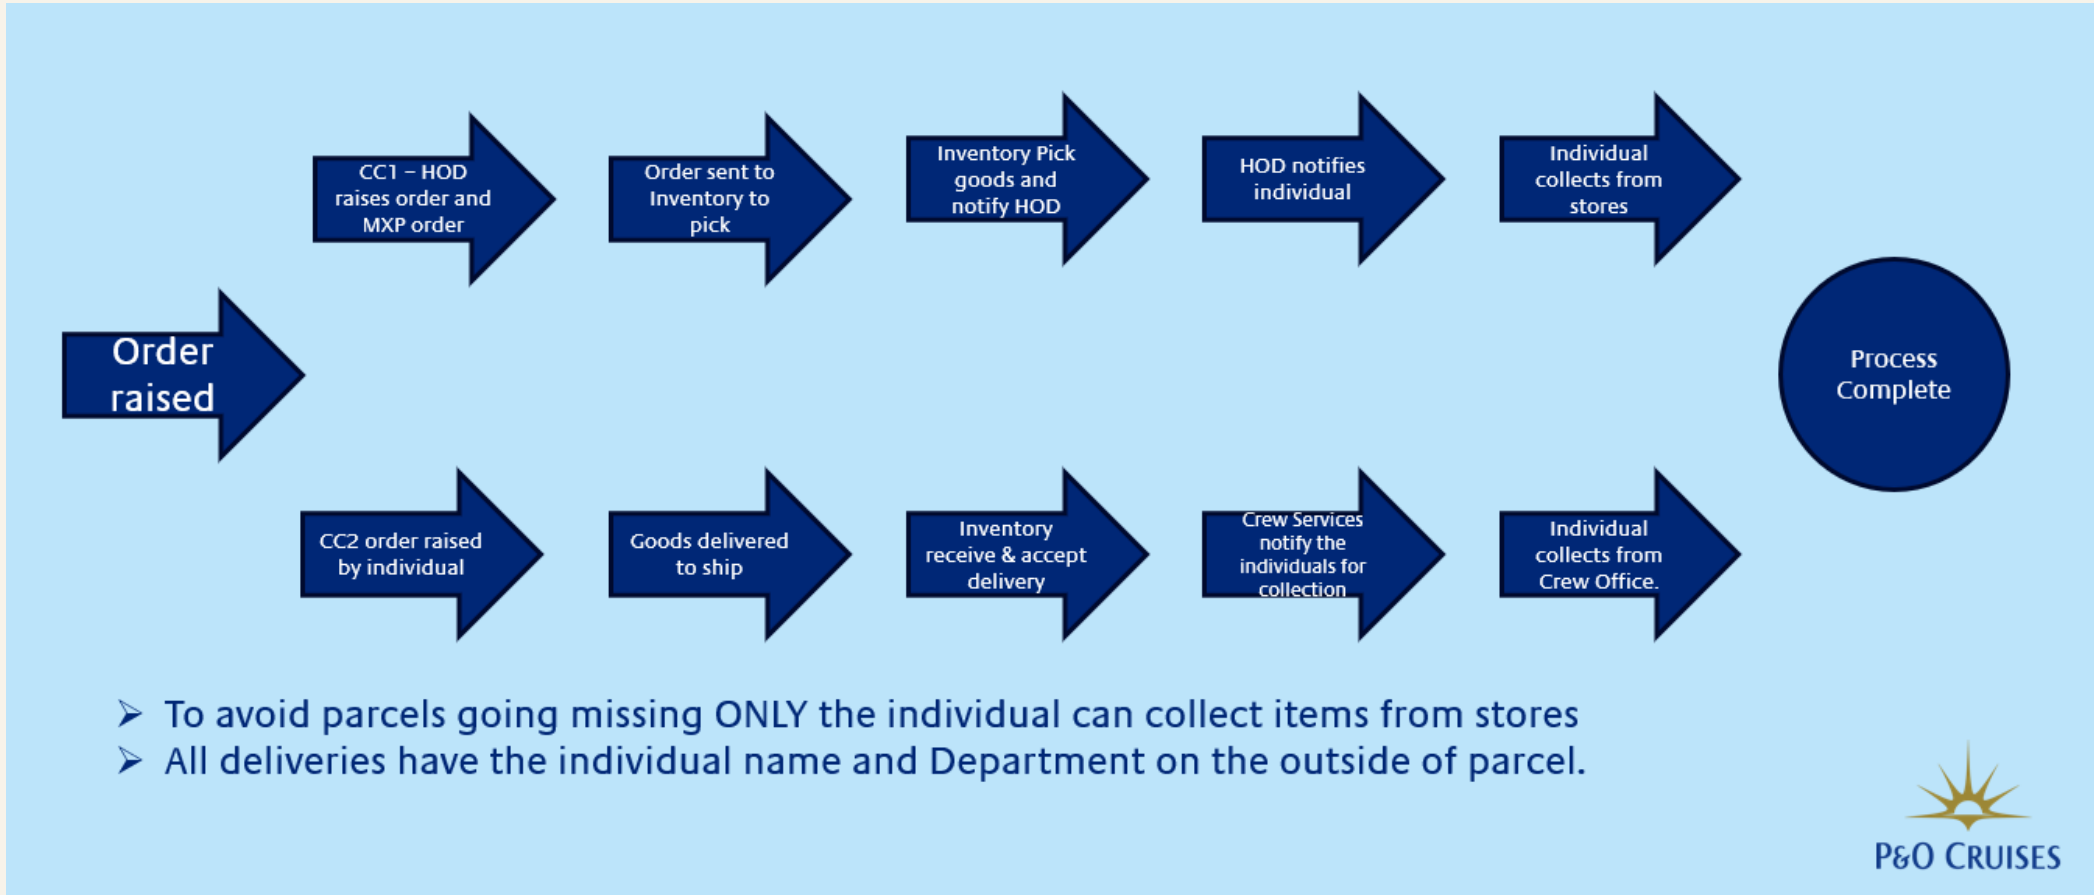 Order
raised
CC1 – HOD
raises order and
MXP order
Order sent to
Inventory to
pick
Inventory Pick
goods and
notify HOD
HOD notifies
individual
Individual
collects from
stores
CC2 order raised
by individual
Goods delivered
to ship
Inventory
receive & accept
delivery
Crew Services
notify the
individuals for
collection
Individual
collects from
Crew Office.
Process
Complete
➢ To avoid parcels going missing ONLY the individual can collect items from stores
➢ All deliveries have the individual name and Department on the outside of parcel.
P&O CRUISES